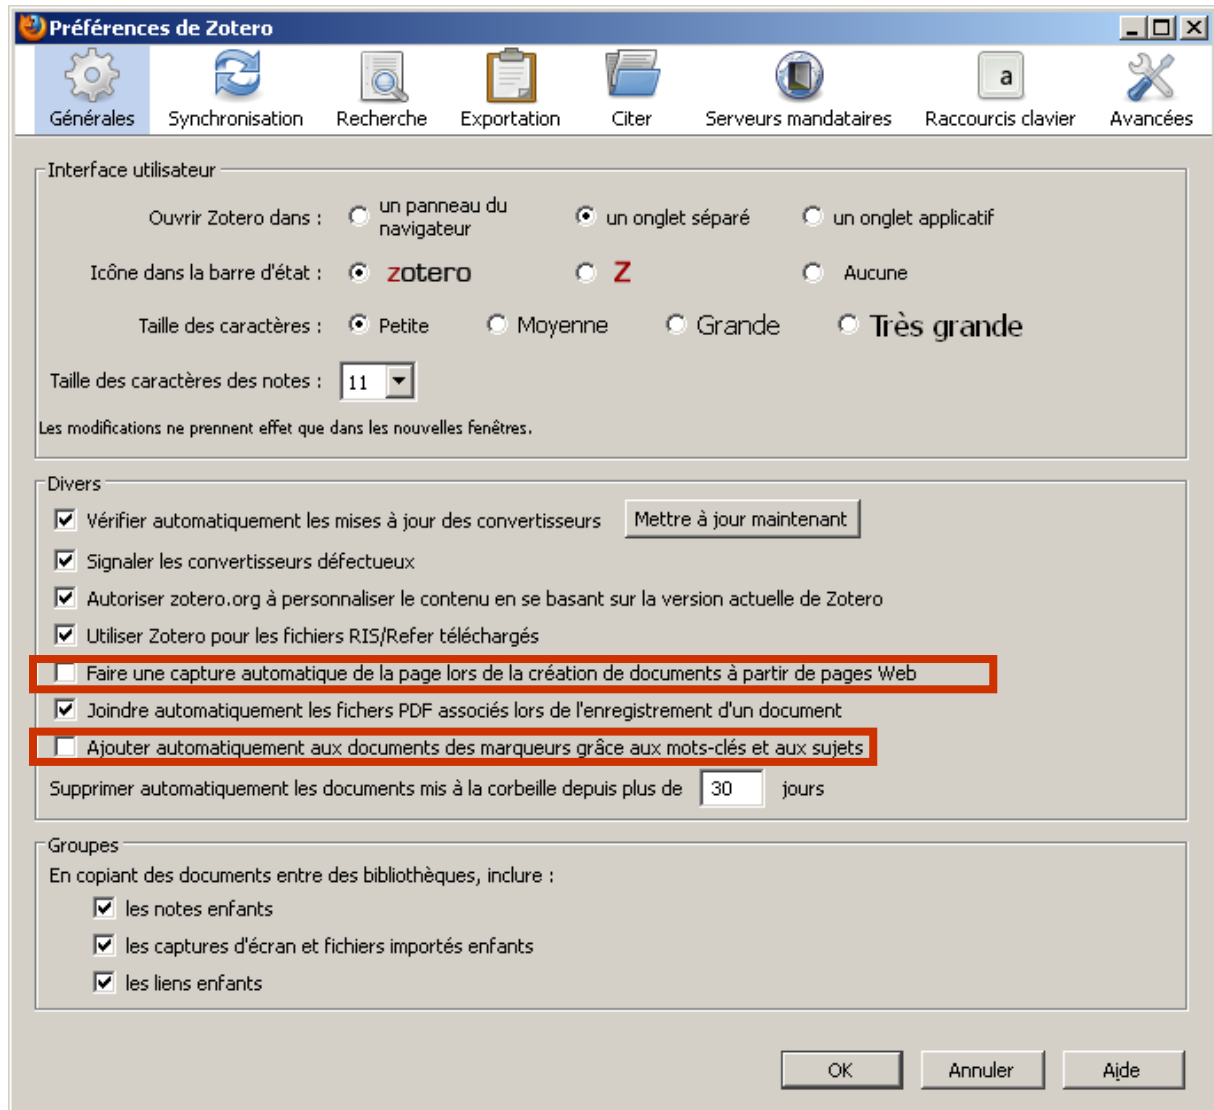 Préférences de Zotero
Générales Synchronisation Recherche Exportation Citer Serveurs mandataires Raccourcis clavier Avancées
a
Interface utilisateur
Ouvrir Zotero dans : un panneau du navigateur un onglet séparé un onglet applicatif
Icône dans la barre d'état : zotero Z Aucune
Taille des caractères : Petite Moyenne Grande Très grande
Taille des caractères des notes : 11
Les modifications ne prennent effet que dans les nouvelles fenêtres.
Divers
Vérifier automatiquement les mises à jour des convertisseurs Mettre à jour maintenant
Signaler les convertisseurs défectueux
Autoriser zotero.org à personnaliser le contenu en se basant sur la version actuelle de Zotero
Utiliser Zotero pour les fichiers RIS/Refer téléchargés
Faire une capture automatique de la page lors de la création de documents à partir de pages Web
Joindre automatiquement les fichers PDF associés lors de l'enregistrement d'un document
Ajouter automatiquement aux documents des marqueurs grâce aux mots-clés et aux sujets
Supprimer automatiquement les documents mis à la corbeille depuis plus de 30 jours
Groupes
En copiant des documents entre des bibliothèques, inclure :
les notes enfants
les captures d'écran et fichiers importés enfants
les liens enfants
OK Annuler Aide